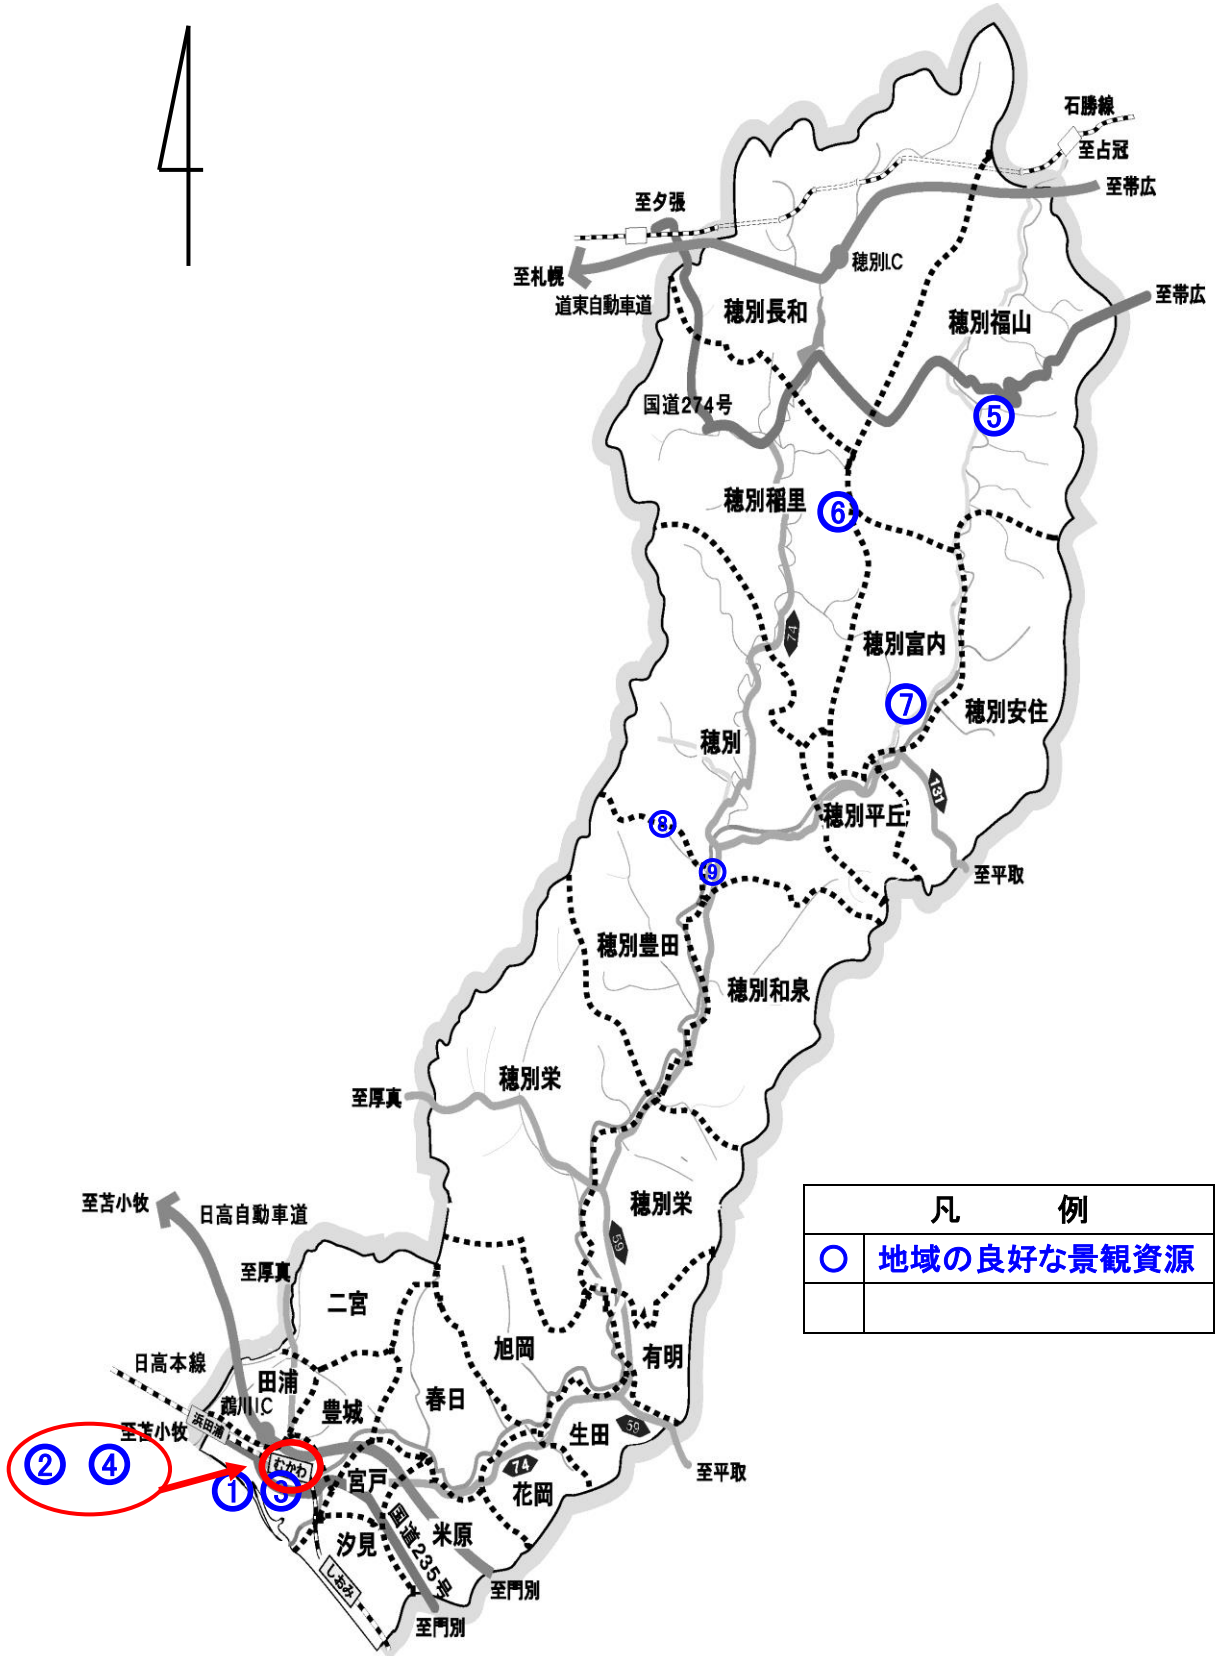 石勝線
至占冠
至帯広
至夕張
穂別I.C
至札幌
道東自動車道
至帯広
穂別長和
穂別福山
国道274号
⑤
穂別稲里
⑥
74
穂別富内
⑦
穂別安住
穂別
131
⑧
穂別平丘
⑨
至平取
穂別豊田
穂別和泉
穂別栄
至厚真
至苫小牧
日高自動車道
穂別栄
59
凡 例
○ 地域の良好な景観資源
至厚真
二宮
旭岡
有明
日高本線
田浦
鵡川I.C
豊城
春日
浜田浦
至苫小牧
生田
59
② ④
むかわ
74
至平取
① ③
宮戸
花岡
国道235号
米原
汐見
しおみ
至門別
至門別